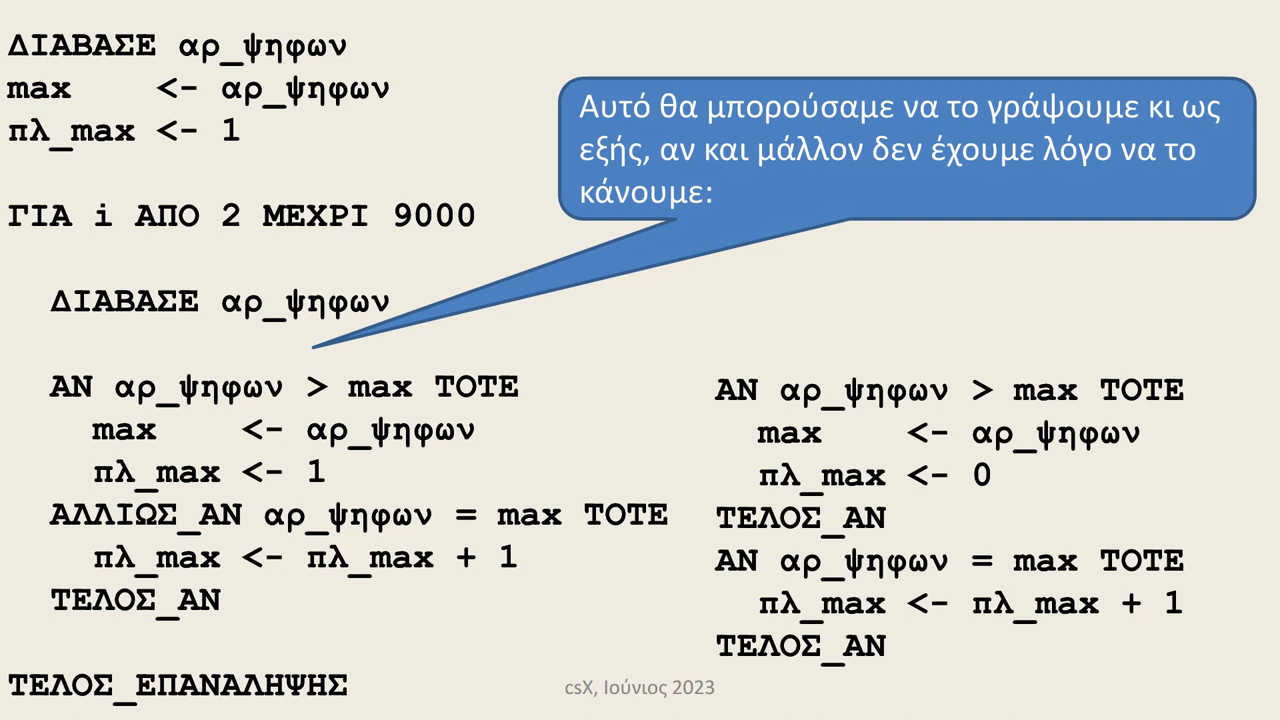 ΔΙΑΒΑΣΕ αρ_ψηφων
max <- αρ_ψηφων
πλ_max <- 1
Αυτό θα μπορούσαμε να το γράψουμε κι ως
εξής, αν και μάλλον δεν έχουμε λόγο να το
κάνουμε:
ΓΙΑ i ΑΠΟ 2 ΜΕΧΡΙ 9000
ΔΙΑΒΑΣΕ αρ_ψηφων
ΑΝ αρ_ψηφων > max ΤΟΤΕ
max <- αρ_ψηφων
πλ_max <- 1
ΑΛΛΙΩΣ_ΑΝ αρ_ψηφων = max ΤΟΤΕ
πλ_max <- πλ_max + 1
ΤΕΛΟΣ_ΑΝ
ΤΕΛΟΣ_ΕΠΑΝΑΛΗΨΗΣ
ΑΝ αρ_ψηφων > max ΤΟΤΕ
max <- αρ_ψηφων
πλ_max <- 0
ΤΕΛΟΣ_ΑΝ
ΑΝ αρ_ψηφων = max ΤΟΤΕ
πλ_max <- πλ_max + 1
ΤΕΛΟΣ_ΑΝ
csX, Ιούνιος 2023